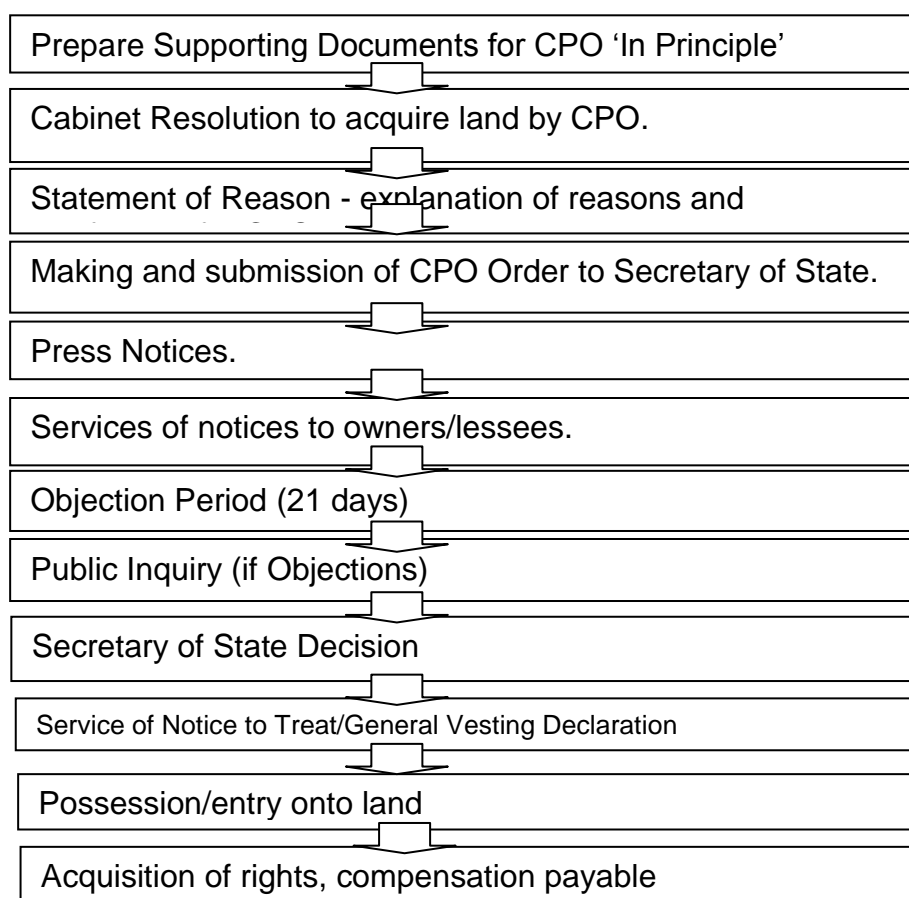 Prepare Supporting Documents for CPO ‘In Principle’
Cabinet Resolution to acquire land by CPO.
Statement of Reason - explanation of reasons and
Making and submission of CPO Order to Secretary of State.
Press Notices.
Services of notices to owners/lessees.
Objection Period (21 days)
Public Inquiry (if Objections)
Secretary of State Decision
Service of Notice to Treat/General Vesting Declaration
Possession/entry onto land
Acquisition of rights, compensation payable